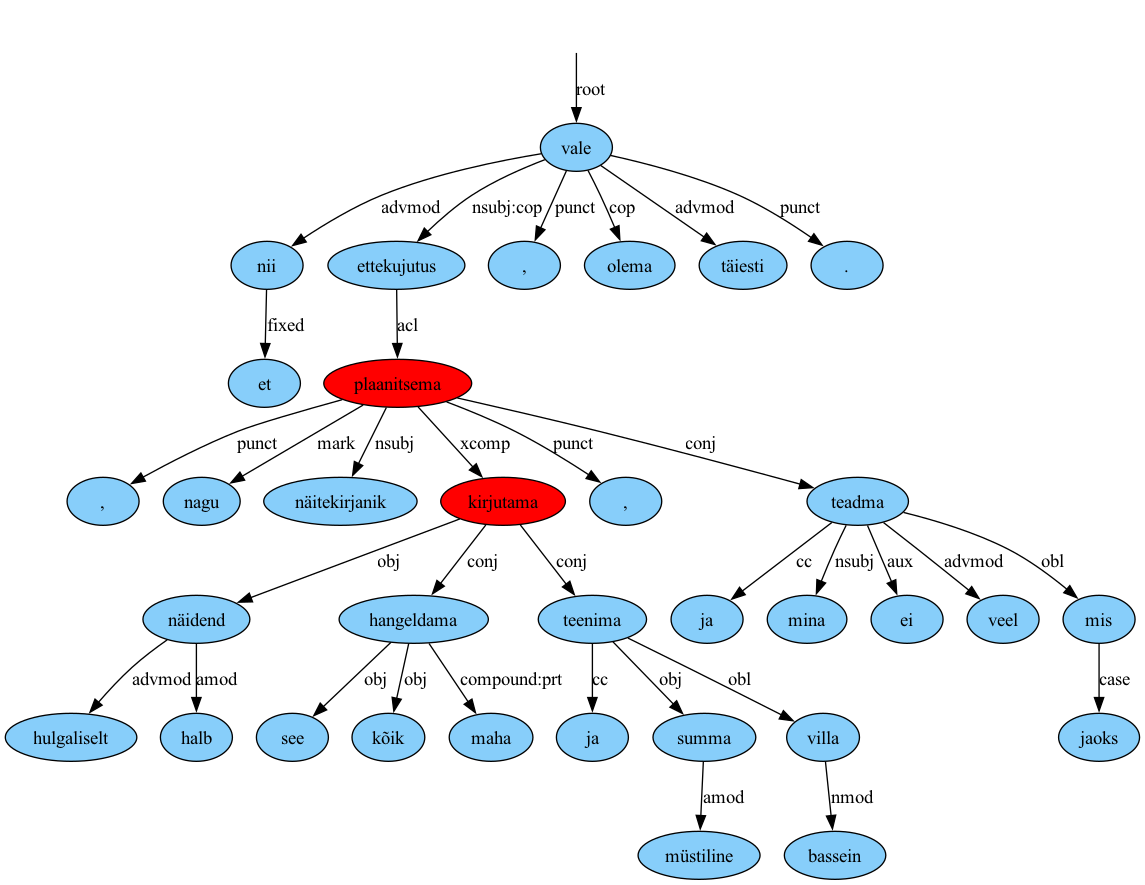 root
vale
advmod nsubj:cop punct cop advmod punct
nii ettekujutus , olema täiesti .
fixed acl
et plaanitsema
punct mark nsubj xcomp punct conj
, nagu näitekirjanik kirjutama , teadma
obj conj conj cc nsubj aux advmod obl
näidend hangeldama teenima ja mina ei veel mis
advmod amod obj obj compound:prt cc obj obl case
hulgaliselt halb see kõik maha ja summa villa jaoks
amod nmod
müstiline bassein